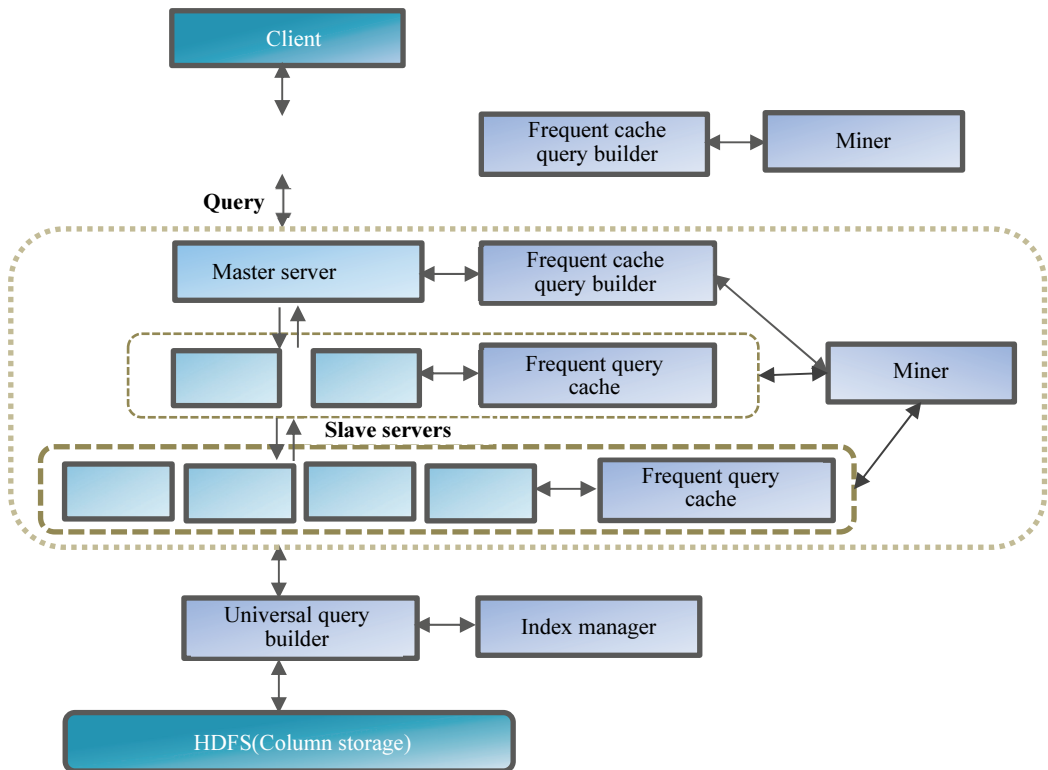 Client
Frequent cache
query builder
Miner
Query
Master server
Frequent cache
query builder
Frequent query
cache
Miner
Slave servers
Frequent query
cache
Universal query
builder
Index manager
HDFS(Column storage)